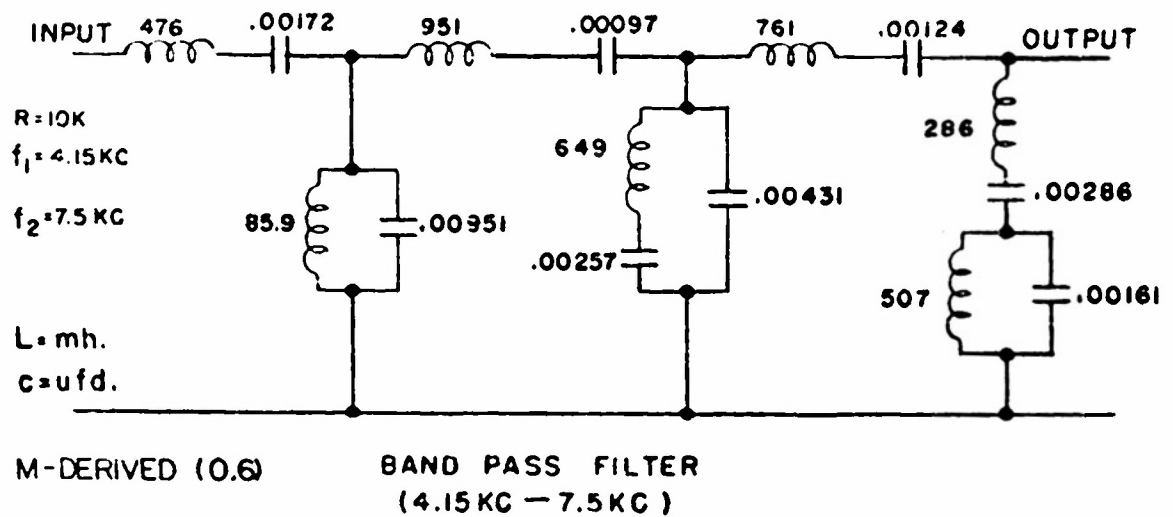 INPUT
476
.00172
951
.00097
761
.00124
OUTPUT
R=10K
f1=4.15KC
f2=7.5KC
85.9
.00951
649
.00431
.00257
286
.00286
507
.00161
L=mh.
c=ufd.
M-DERIVED (0.6)
BAND PASS FILTER
(4.15KC — 7.5KC)